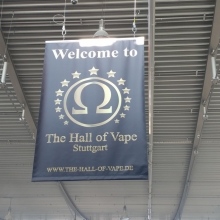 Welcome to
Ω
The Hall of Vape
Stuttgart
WWW.THE-HALL-OF-VAPE.DE